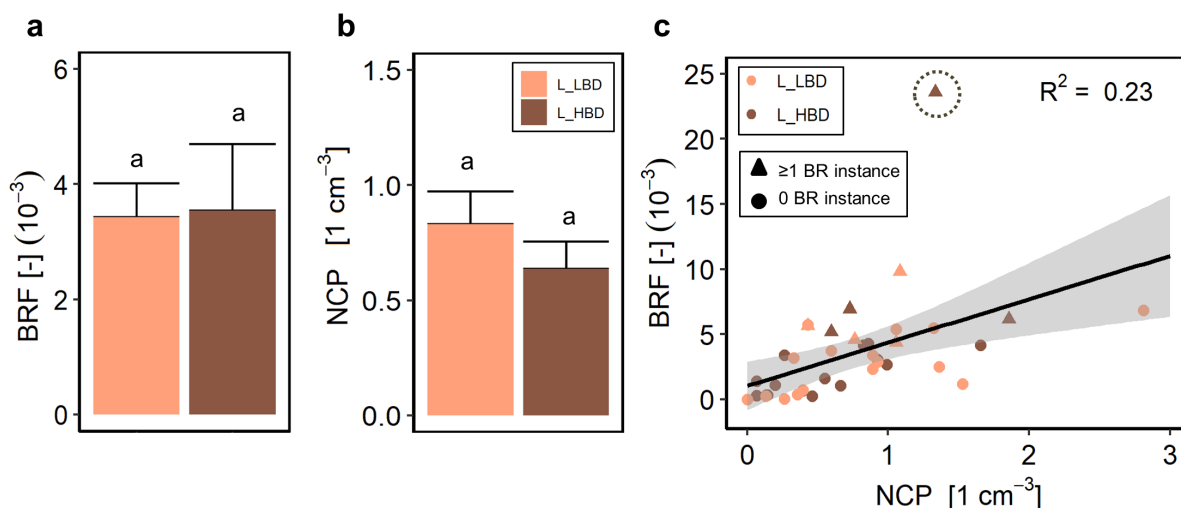 a
BRF [-] (10⁻³)
6
4
2
0
a
a
b
NCP [1 cm⁻³]
1.5
1.0
0.5
0.0
L_LBD
L_HBD
a
a
c
BRF [-] (10⁻³)
25
20
15
10
5
0
L_LBD
L_HBD
≥1 BR instance
0 BR instance
R² = 0.23
0 1 2 3
NCP [1 cm⁻³]